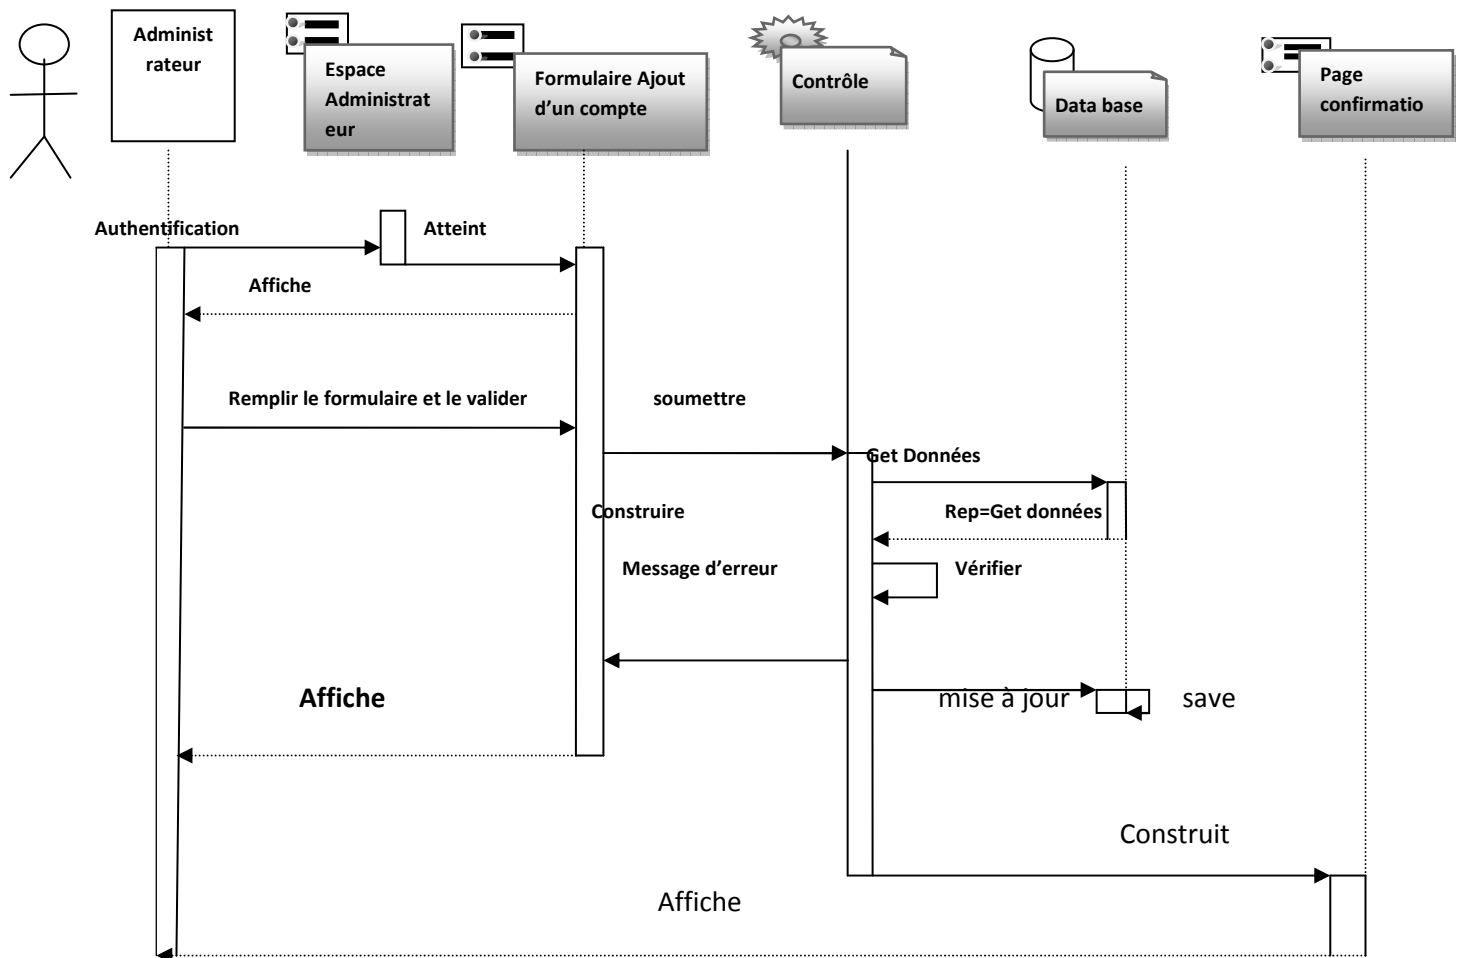 Administ
rateur
Espace
Administrat
eur
Formulaire Ajout
d'un compte
Contrôle
Data base
Page
confirmatio
Authentification
Atteint
Affiche
Remplir le formulaire et le valider
soumettre
Get Données
Construire
Rep=Get données
Message d'erreur
Vérifier
Affiche
mise à jour
save
Construit
Affiche